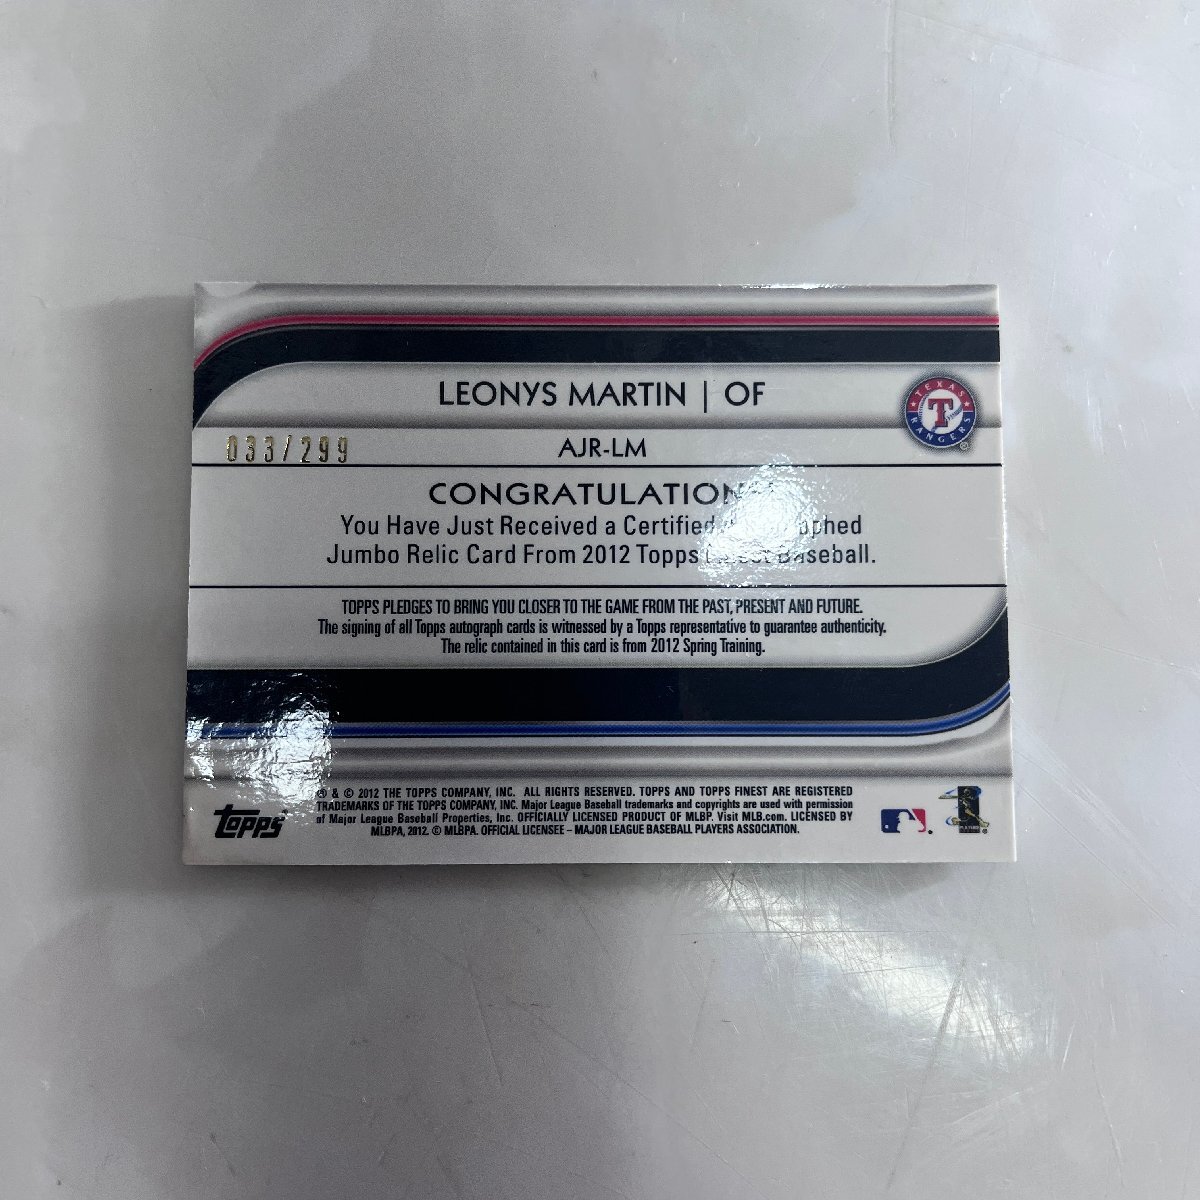 LEONYS MARTIN | OF
TEXAS RANGERS
T
033/299
AJR-LM
You Have Just Received a Certified
Jumbo Relic Card From 2012 Topps Baseball.
TOPPS PLEDGES TO BRING YOU CLOSER TO THE GAME FROM THE PAST, PRESENT AND FUTURE.
The signing of all Topps autograph cards is witnessed by a Topps representative to guarantee authenticity.
The relic contained in this card is from 2012 Spring Training.
Topps
® & © 2012 THE TOPPS COMPANY, INC. ALL RIGHTS RESERVED. TOPPS AND TOPPS FINEST ARE REGISTERED
TRADEMARKS OF THE TOPPS COMPANY, INC. Major League Baseball trademarks and copyrights are used with permission
of Major League Baseball Properties, Inc. OFFICIALLY LICENSED PRODUCT OF MLBP. Visit MLB.com. LICENSED BY
MLBPA, 2012. © MLBPA. OFFICIAL LICENSEE – MAJOR LEAGUE BASEBALL PLAYERS ASSOCIATION.